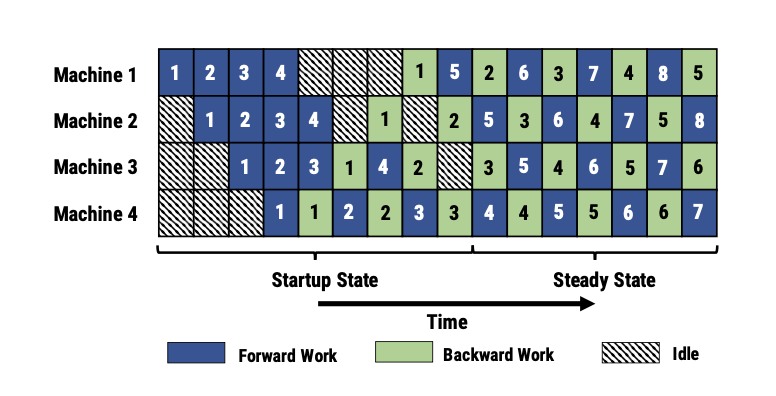 Machine 1 1 2 3 4 1 5 2 6 3 7 4 8 5
Machine 2 1 2 3 4 1 2 5 3 6 4 7 5 8
Machine 3 1 2 3 1 4 2 3 5 4 6 5 7 6
Machine 4 1 1 2 2 3 3 4 4 5 5 6 6 7
Startup State Steady State
Time
Forward Work Backward Work Idle